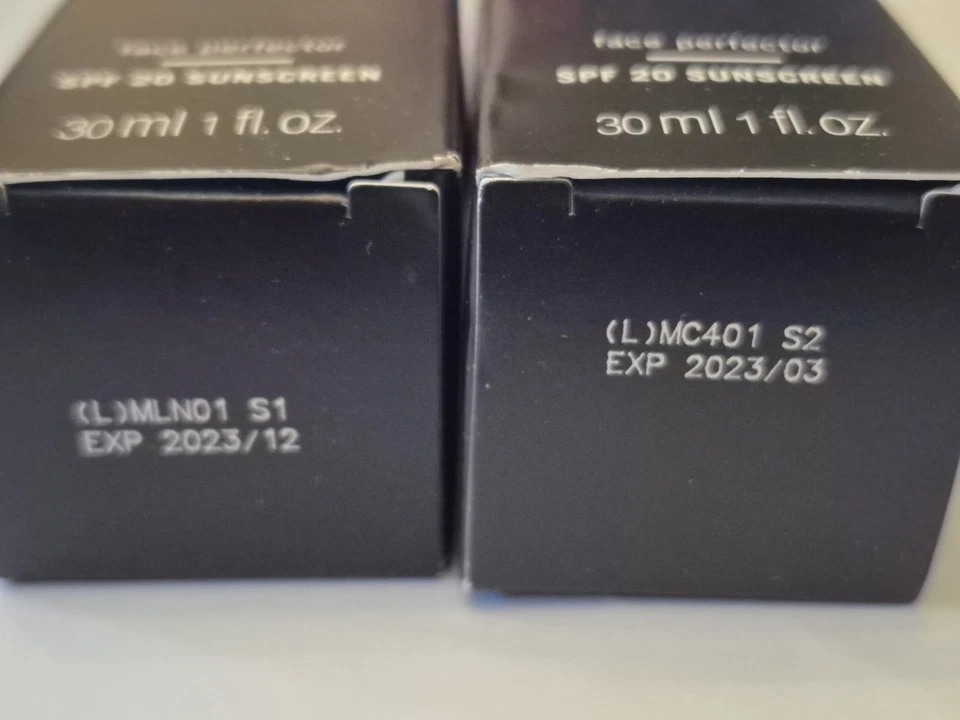 face perfector
SPF 20 SUNSCREEN
30 ml 1 fl. oz.
(L)MLN01 S1
EXP 2023/12
face perfector
SPF 20 SUNSCREEN
30 ml 1 fl. oz.
(L)MC401 S2
EXP 2023/03